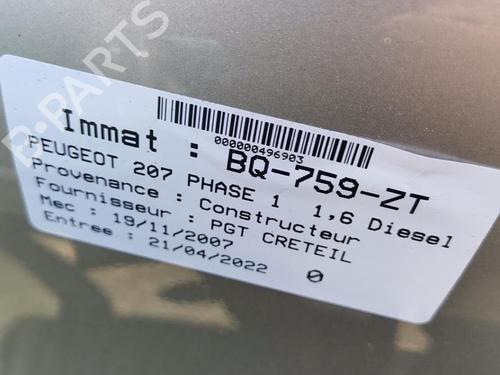 B-PARTS
000000496903
Immat : BQ-759-ZT
PEUGEOT 207 PHASE 1 1,6 Diesel
Provenance : Constructeur
Fournisseur : PGT CRETEIL
Mec : 19/11/2007
Entree : 21/04/2022 0